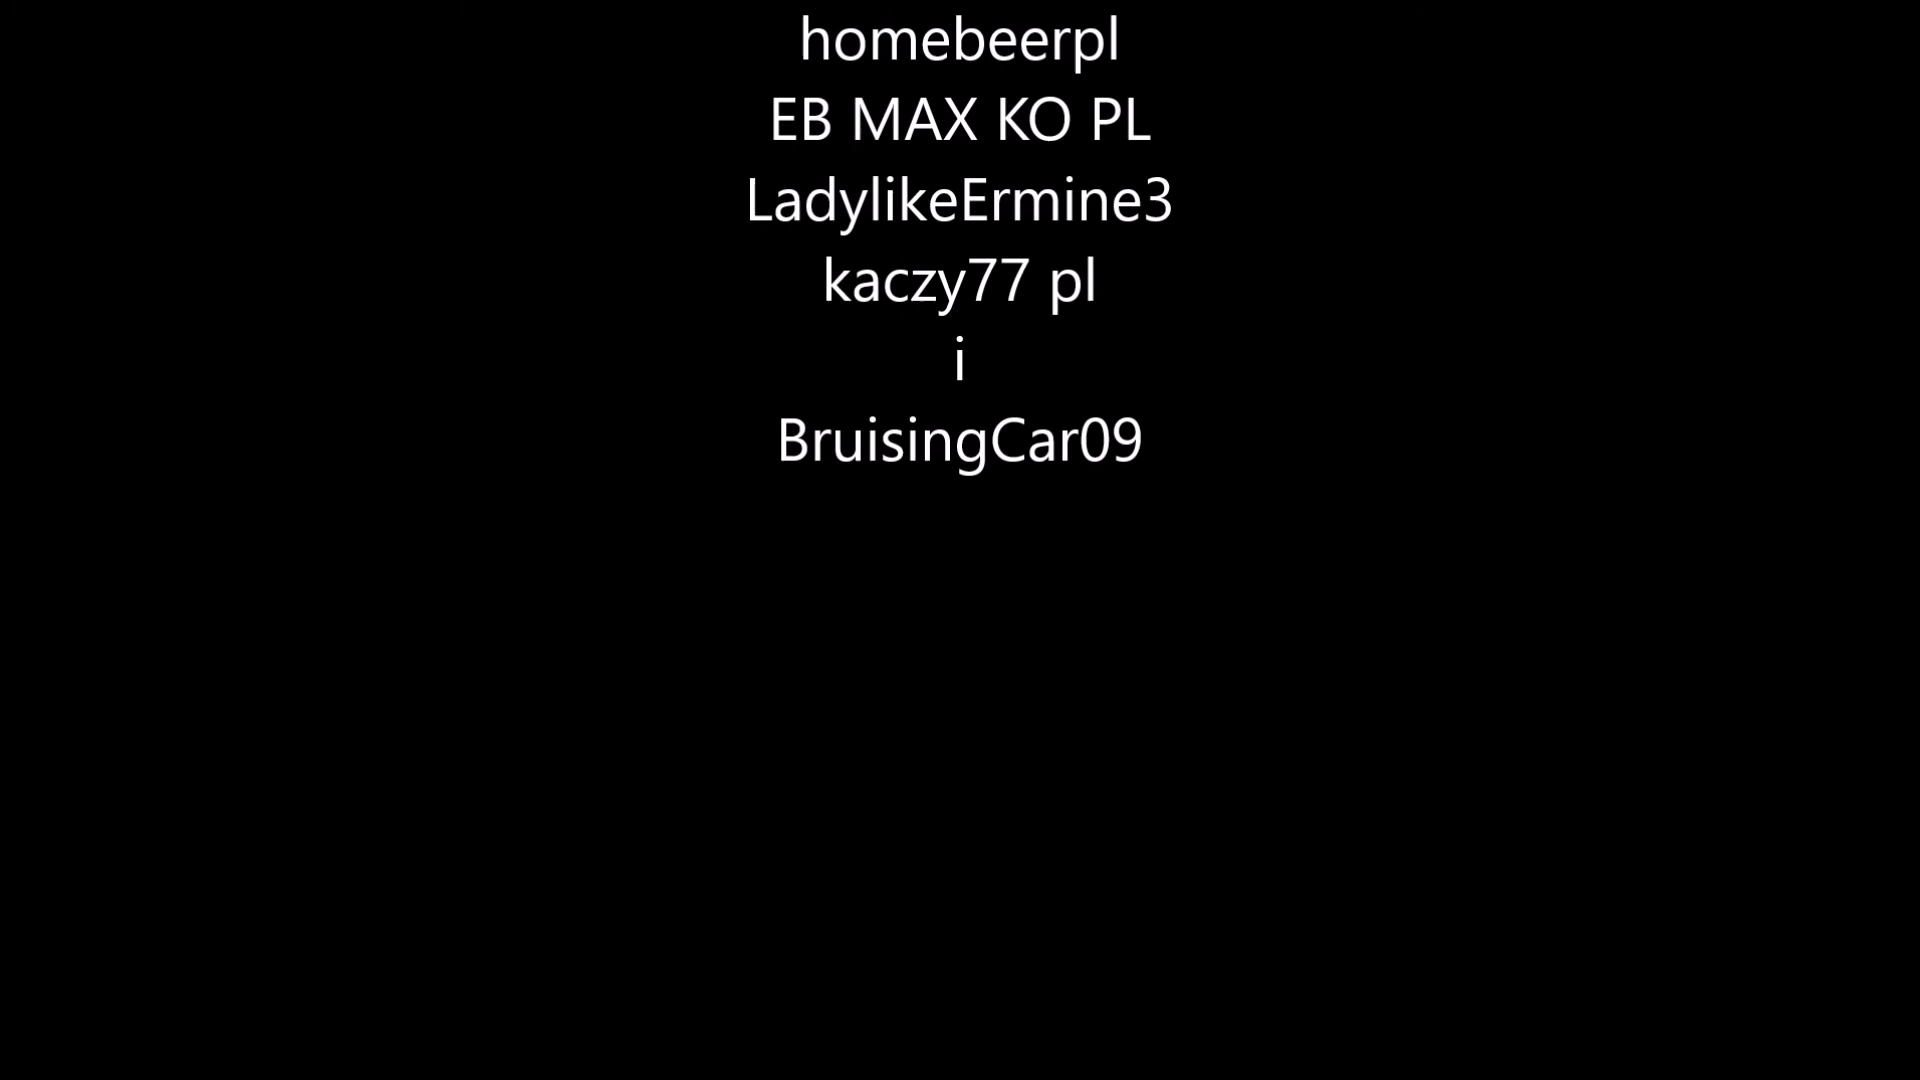 homebeerpl
EB MAX KO PL
LadylikeErmine3
kaczy77 pl
i
BruisingCar09